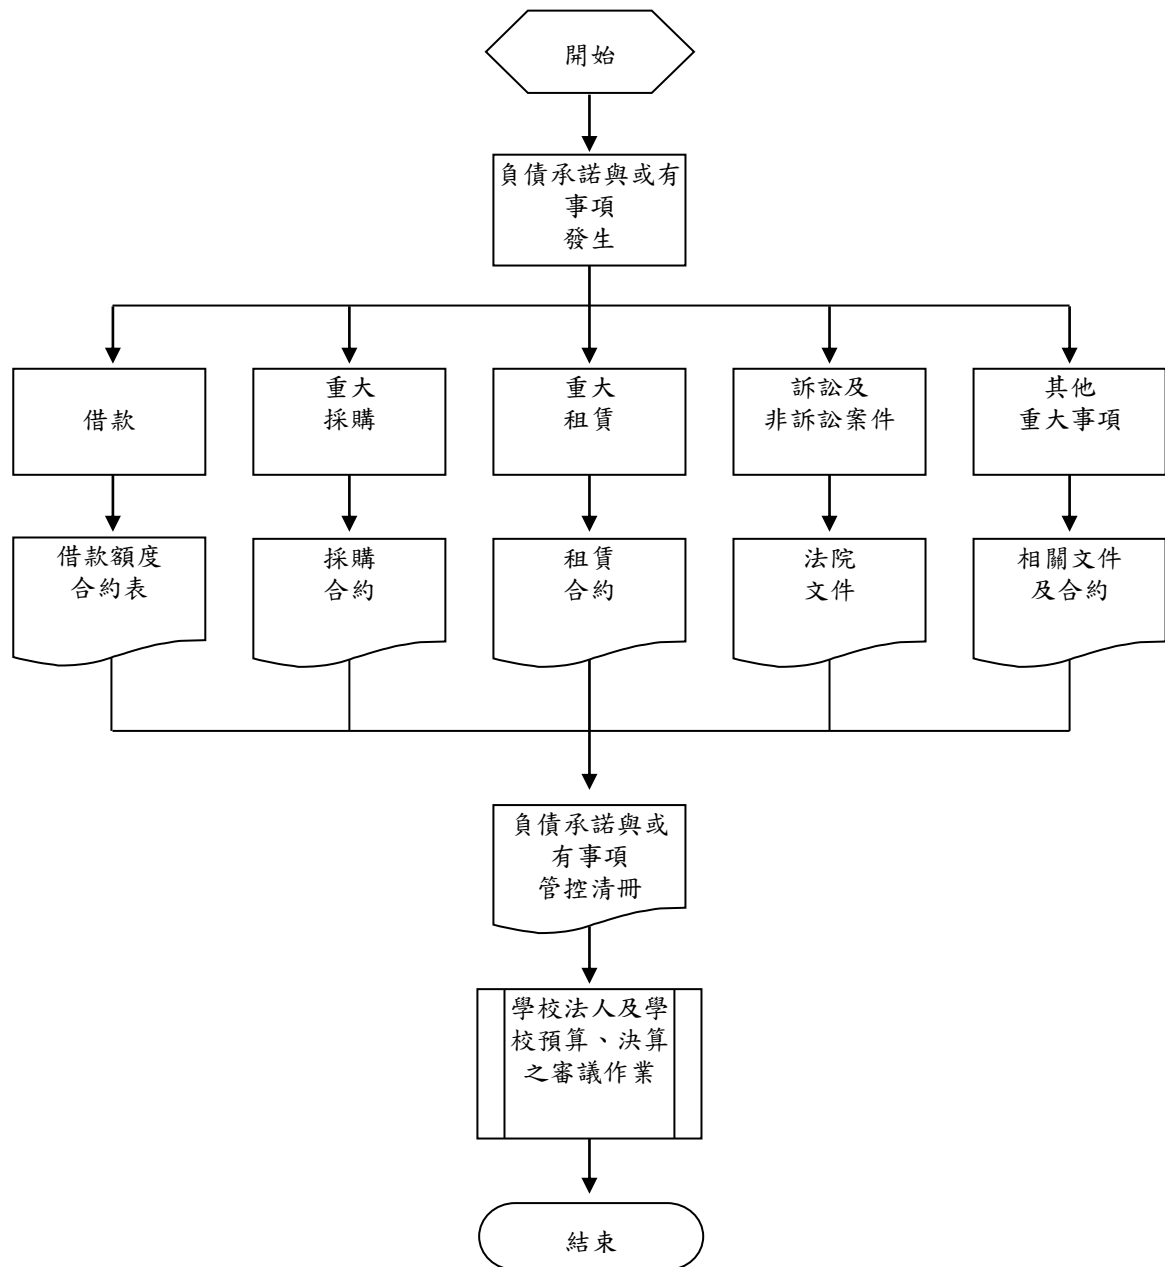 開始
負債承諾與或有
事項
發生
借款
重大
採購
重大
租賃
訴訟及
非訴訟案件
其他
重大事項
借款額度
合約表
採購
合約
租賃
合約
法院
文件
相關文件
及合約
負債承諾與或
有事項
管控清冊
學校法人及學
校預算、決算
之審議作業
結束